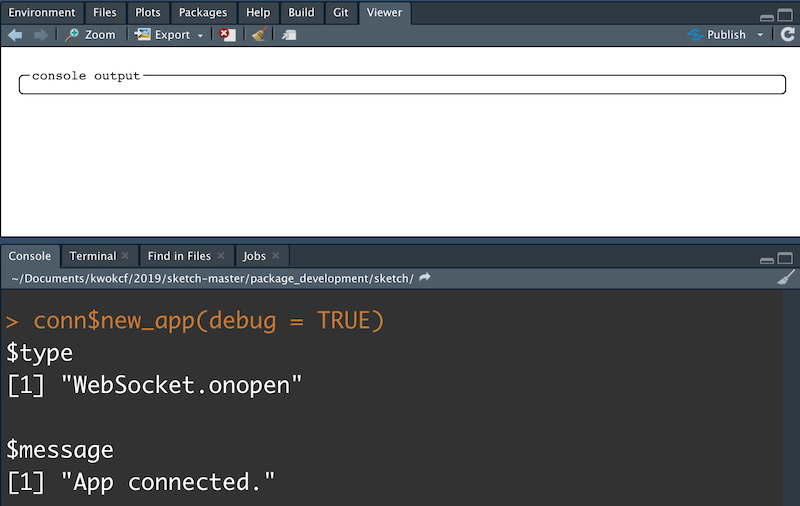 Environment Files Plots Packages Help Build Git Viewer
Zoom Export Publish
console output
Console Terminal Find in Files Jobs
~/Documents/kwokcf/2019/sketch-master/package_development/sketch/
> conn$new_app(debug = TRUE)
$type
[1] "WebSocket.onopen"
$message
[1] "App connected."